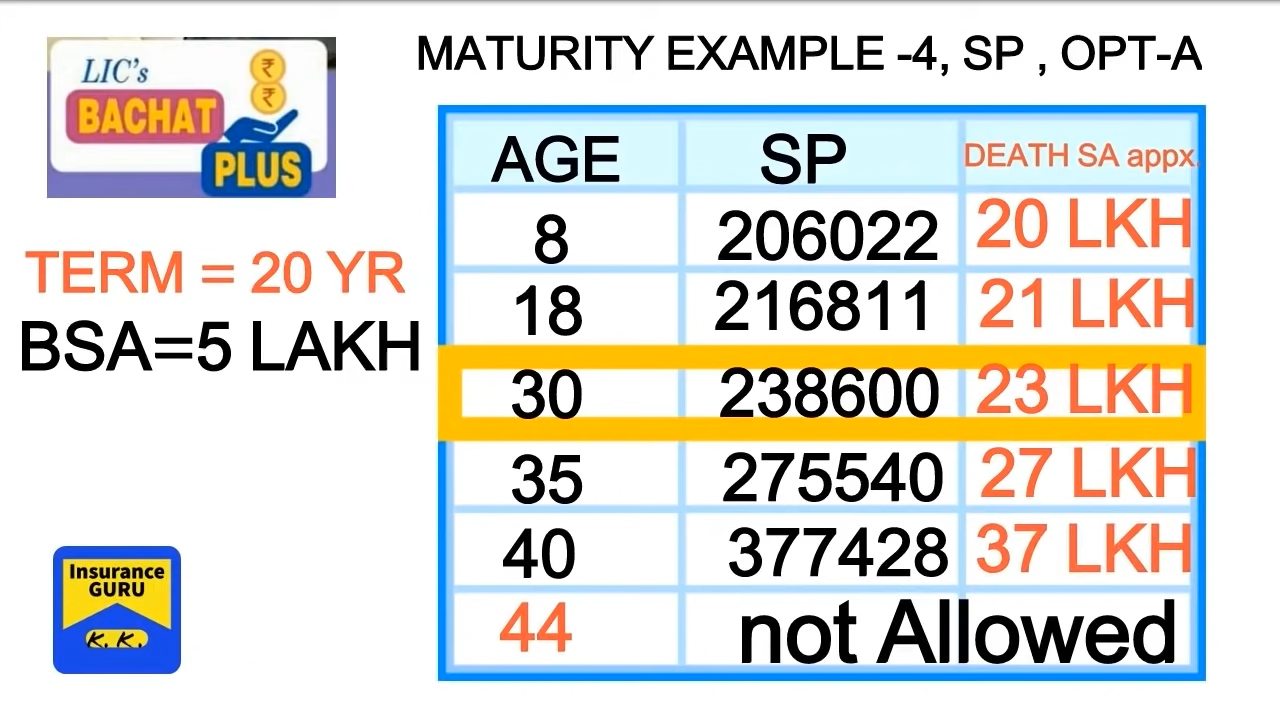 MATURITY EXAMPLE -4, SP , OPT-A
LIC's
BACHAT
PLUS
TERM = 20 YR
BSA=5 LAKH
AGE SP DEATH SA appx.
8 206022 20 LKH
18 216811 21 LKH
30 238600 23 LKH
35 275540 27 LKH
40 377428 37 LKH
44 not Allowed
Insurance
GURU
K. K.